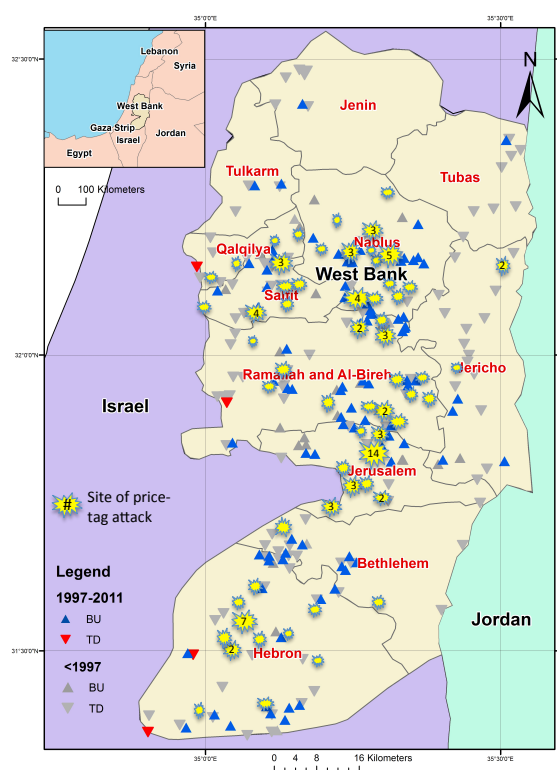 35°0'0"E
35°30'0"E
32°30'0"N
Lebanon
Syria
West Bank
Gaza Strip
Israel
Jordan
Egypt
0 100 Kilometers
N
Jenin
Tulkarm
Tubas
2
3
Qalqilya
Nablus
3
5
2
3
West Bank
Salfit
4
4
2
3
32°0'0"N
Ramallah and Al-Bireh
Jericho
Israel
2
3
14
Jerusalem
3
2
3
# Site of price-
tag attack
Bethlehem
Legend
1997-2011
BU
TD
<1997
BU
TD
Jordan
7
2
Hebron
31°30'0"N
35°0'0"E
35°30'0"E
0 4 8 16 Kilometers